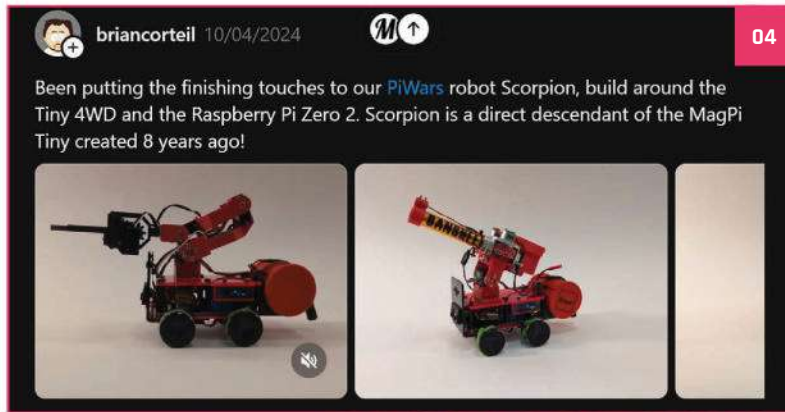 briancorteil 10/04/2024
04
Been putting the finishing touches to our PiWars robot Scorpion, build around the
Tiny 4WD and the Raspberry Pi Zero 2. Scorpion is a direct descendant of the MagPi
Tiny created 8 years ago!